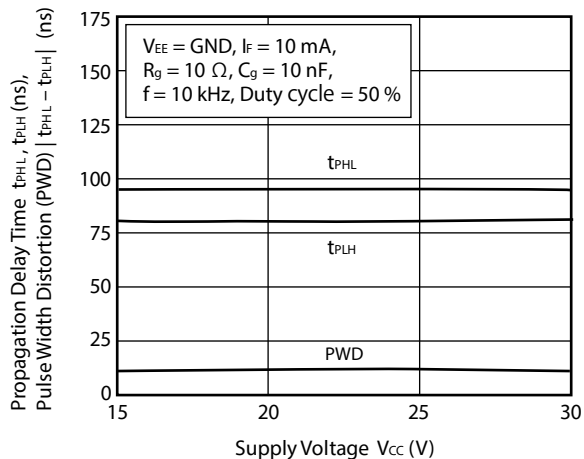 Propagation Delay Time tPHL, tPLH (ns),
Pulse Width Distortion (PWD) | tPHL – tPLH| (ns)
175
150
125
100
75
50
25
0
VEE = GND, IF = 10 mA,
Rg = 10 Ω, Cg = 10 nF,
f = 10 kHz, Duty cycle = 50 %
tPHL
tPLH
PWD
15
20
25
30
Supply Voltage VCC (V)